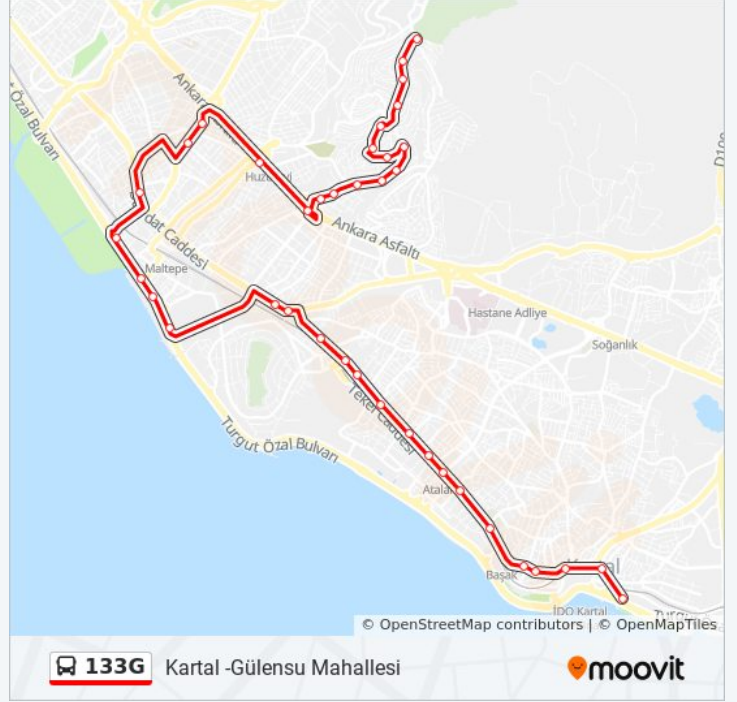 D100
Özal Bulvarı
Ankara
Huzurevi
Ankara Asfaltı
Caddesi
Maltepe
Hastane Adliye
Soğanlık
Tekel Caddesi
Turgut Özal Bulvarı
Atalar
Kartal
Başak
İDO Kartal
© OpenStreetMap contributors | © OpenMapTiles
133G Kartal -Gülensu Mahallesi
moovit